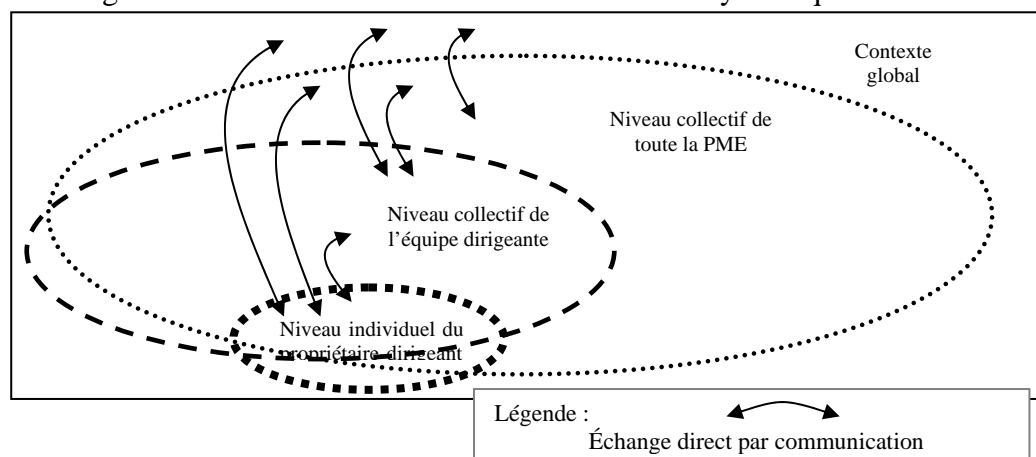 Contexte
global
Niveau collectif de
toute la PME
Niveau collectif de
l’équipe dirigeante
Niveau individuel du
propriétaire dirigeant
Légende :
Échange direct par communication